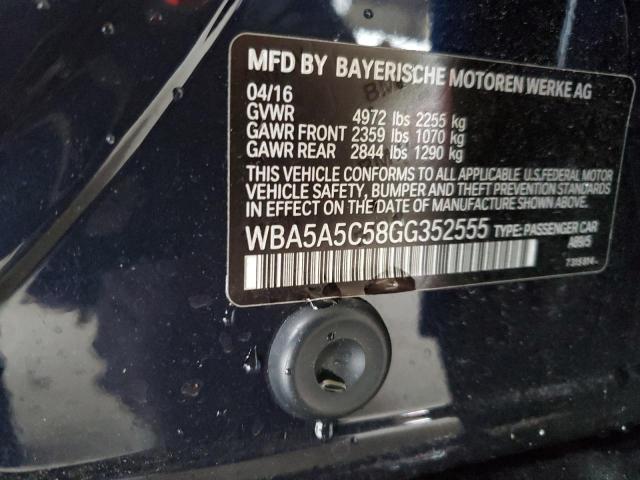 MFD BY BAYERISCHE MOTOREN WERKE AG
04/16
GVWR 4972 lbs 2255 kg
GAWR FRONT 2359 lbs 1070 kg
GAWR REAR 2844 lbs 1290 kg
THIS VEHICLE CONFORMS TO ALL APPLICABLE U.S.FEDERAL MOTOR
VEHICLE SAFETY, BUMPER AND THEFT PREVENTION STANDARDS
IN EFFECT ON THE DATE OF MANUFACTURE SHOWN ABOVE.
WBA5A5C58GG352555 TYPE: PASSENGER CAR